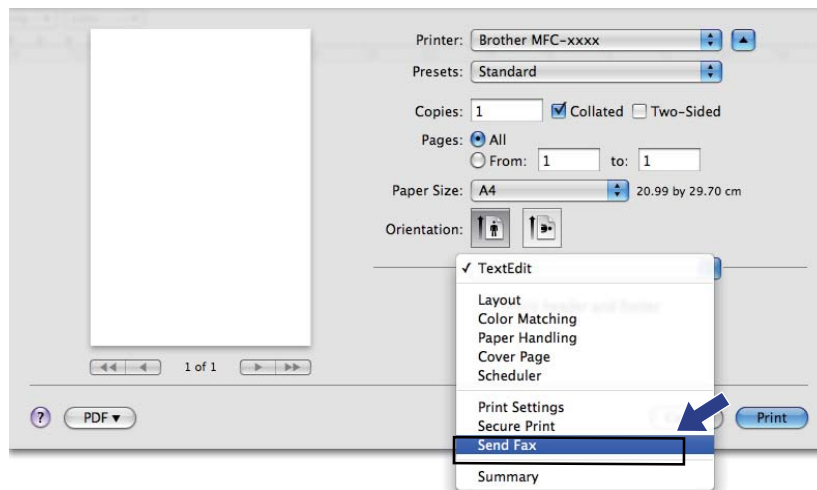 Printer: Brother MFC-xxxx
Presets: Standard
Copies: 1 Collated Two-Sided
Pages: All
From: 1 to: 1
Paper Size: A4 20.99 by 29.70 cm
Orientation:
✓ TextEdit
Layout
Color Matching
Paper Handling
Cover Page
Scheduler
1 of 1
Print Settings
Secure Print
Send Fax
Summary
? PDF ▼ Print